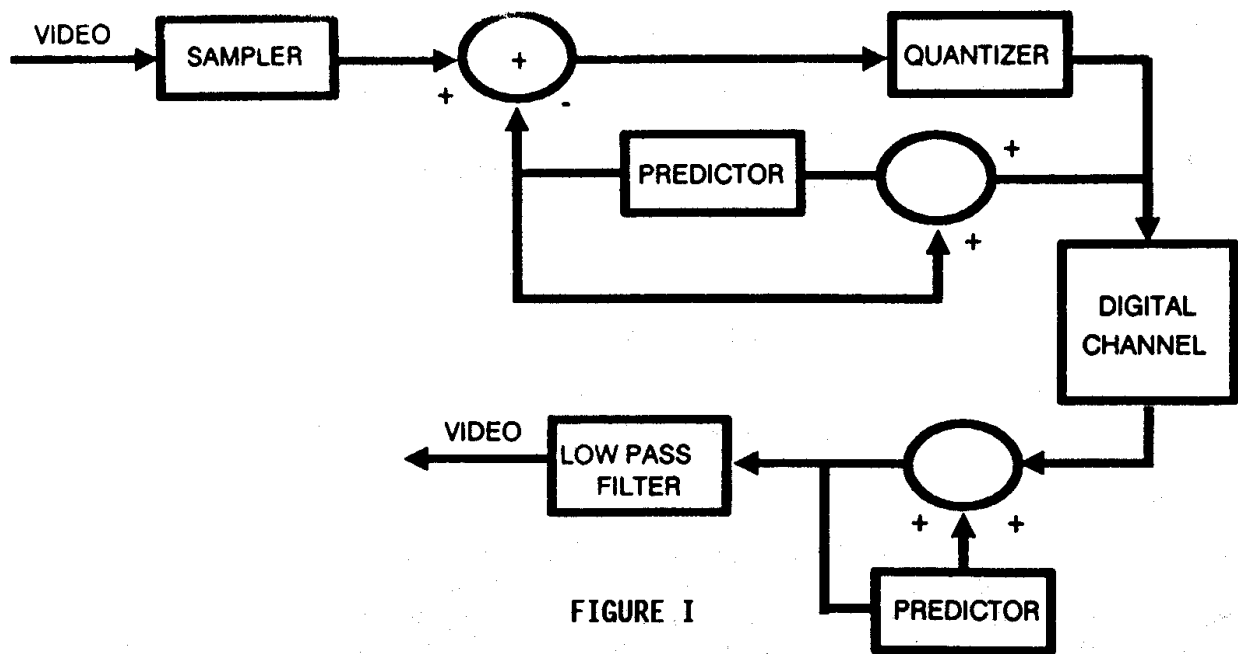 VIDEO
SAMPLER
+
+
-
QUANTIZER
PREDICTOR
+
+
DIGITAL
CHANNEL
VIDEO
LOW PASS
FILTER
+
+
PREDICTOR
FIGURE I